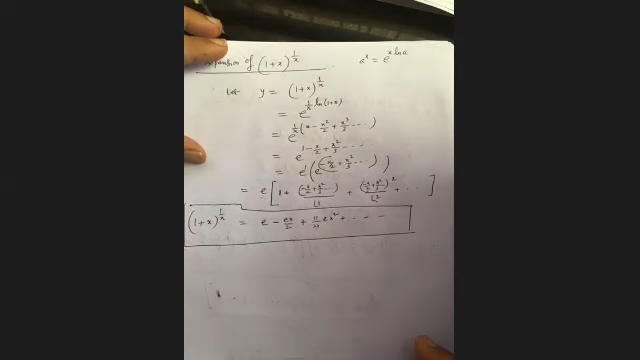 Expansion of (1+x)^{1/x}
a^x = e^{x ln a}
Let y = (1+x)^{1/x}
= e^{1/x ln(1+x)}
= e^{1/x (x - x²/2 + x³/3 ----)}
= e^{1 - x/2 + x²/3 ----}
= e¹ (e^{(-x/2 + x²/3 ---)})
= e [1 + (-x/2 + x²/3 ...)/⌊1 + (-x/2 + x²/3 ...)²/⌊2 + ...]
(1+x)^{1/x} = e - ex/2 + 11/24 ex² + - - -